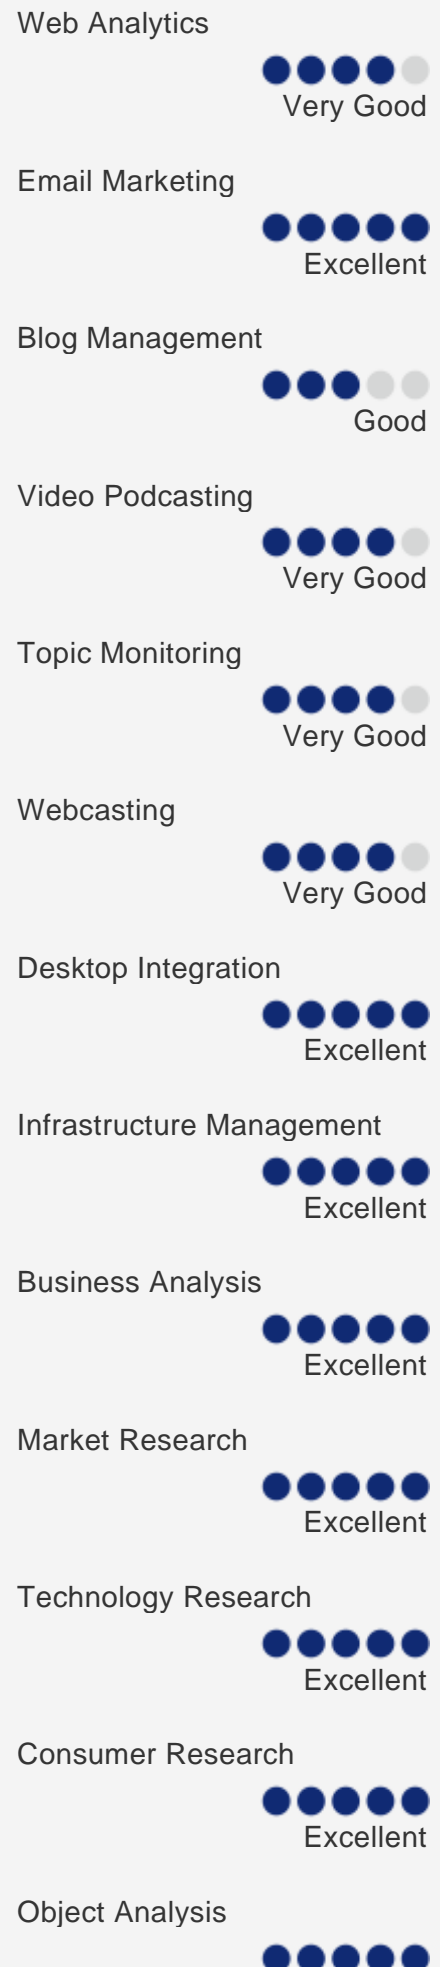 Web Analytics
Very Good
Email Marketing
Excellent
Blog Management
Good
Video Podcasting
Very Good
Topic Monitoring
Very Good
Webcasting
Very Good
Desktop Integration
Excellent
Infrastructure Management
Excellent
Business Analysis
Excellent
Market Research
Excellent
Technology Research
Excellent
Consumer Research
Excellent
Object Analysis